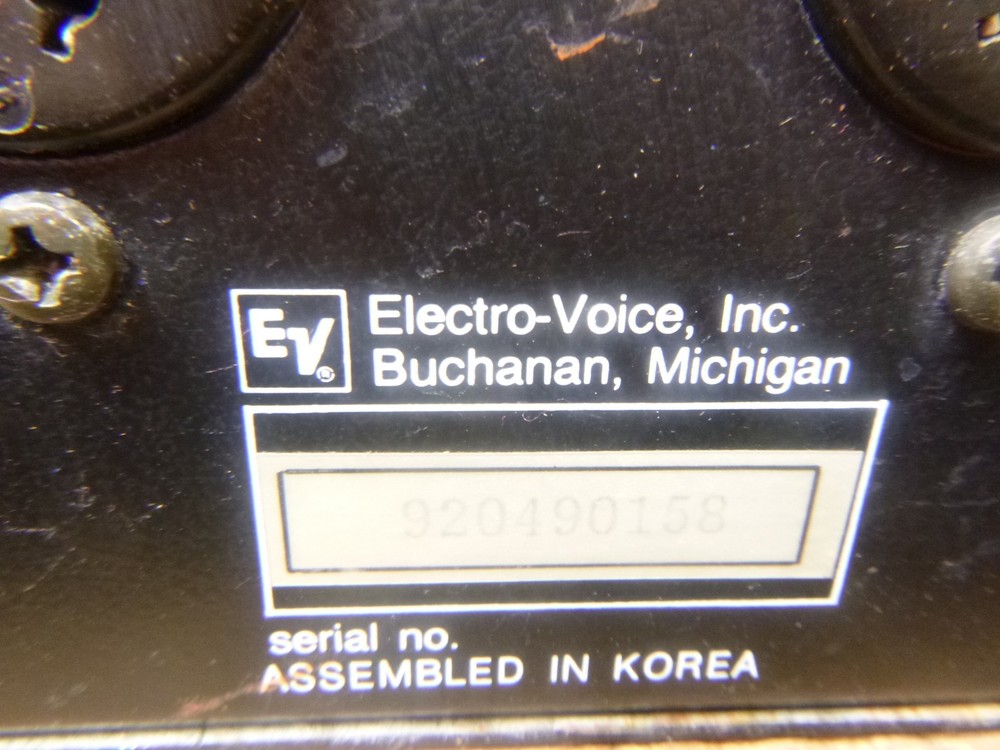 EV®
Electro-Voice, Inc.
Buchanan, Michigan
920490158
serial no.
ASSEMBLED IN KOREA